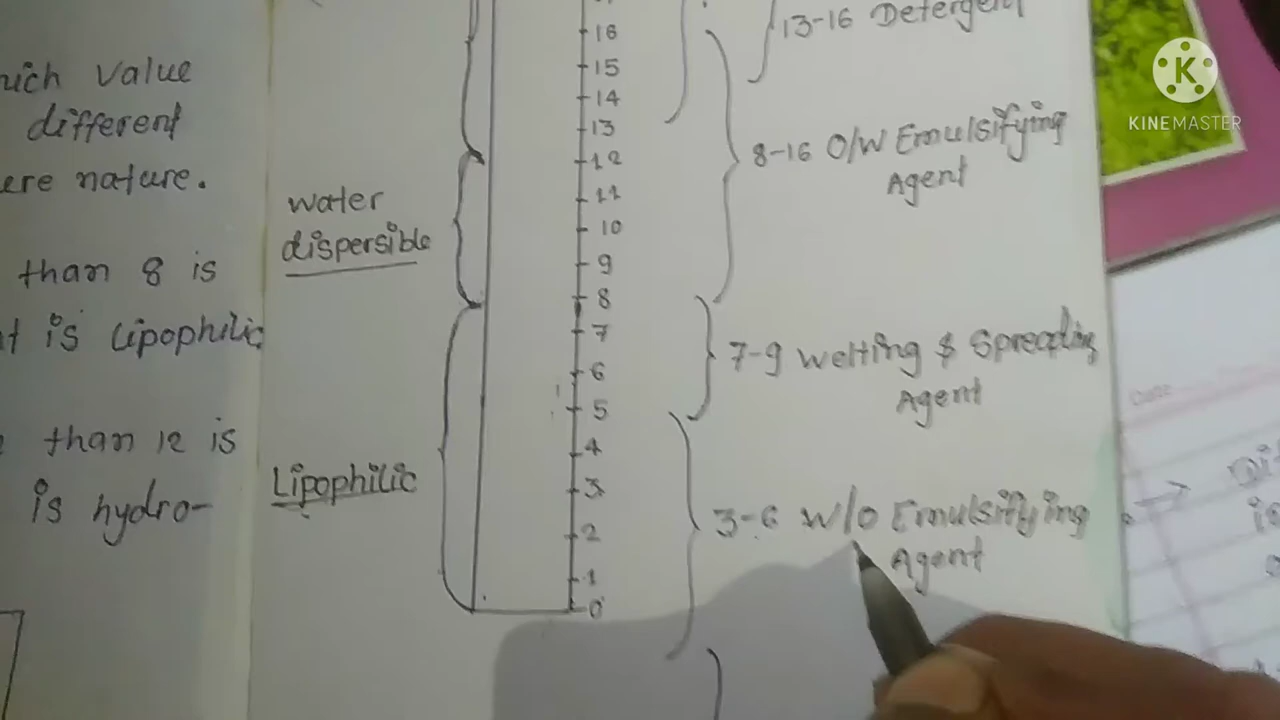 uich value
different
ere nature.
than 8 is
t is Lipophilic
than 12 is
is hydro-
water
dispersible
Lipophilic
16
15
14
13
12
11
10
9
8
7
6
5
4
3
2
1
0
13-16 Detergent
8-16 O/W Emulsifying
Agent
7-9 Wetting & Spreading
Agent
3-6 W/O Emulsifying
Agent
K
KINEMASTER
Date